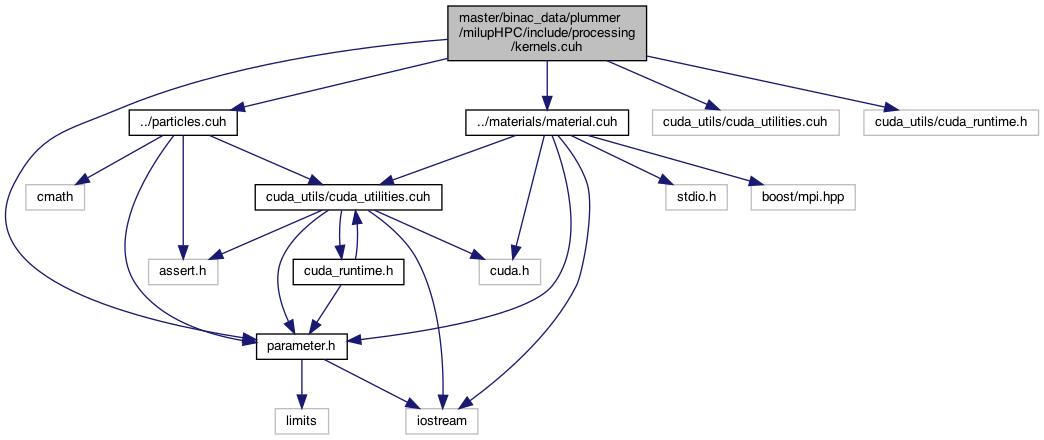 master/binac_data/plummer
/milupHPC/include/processing
/kernels.cuh
../particles.cuh
../materials/material.cuh
cuda_utils/cuda_utilities.cuh
cuda_utils/cuda_runtime.h
cmath
cuda_utils/cuda_utilities.cuh
stdio.h
boost/mpi.hpp
assert.h
cuda_runtime.h
cuda.h
parameter.h
limits
iostream